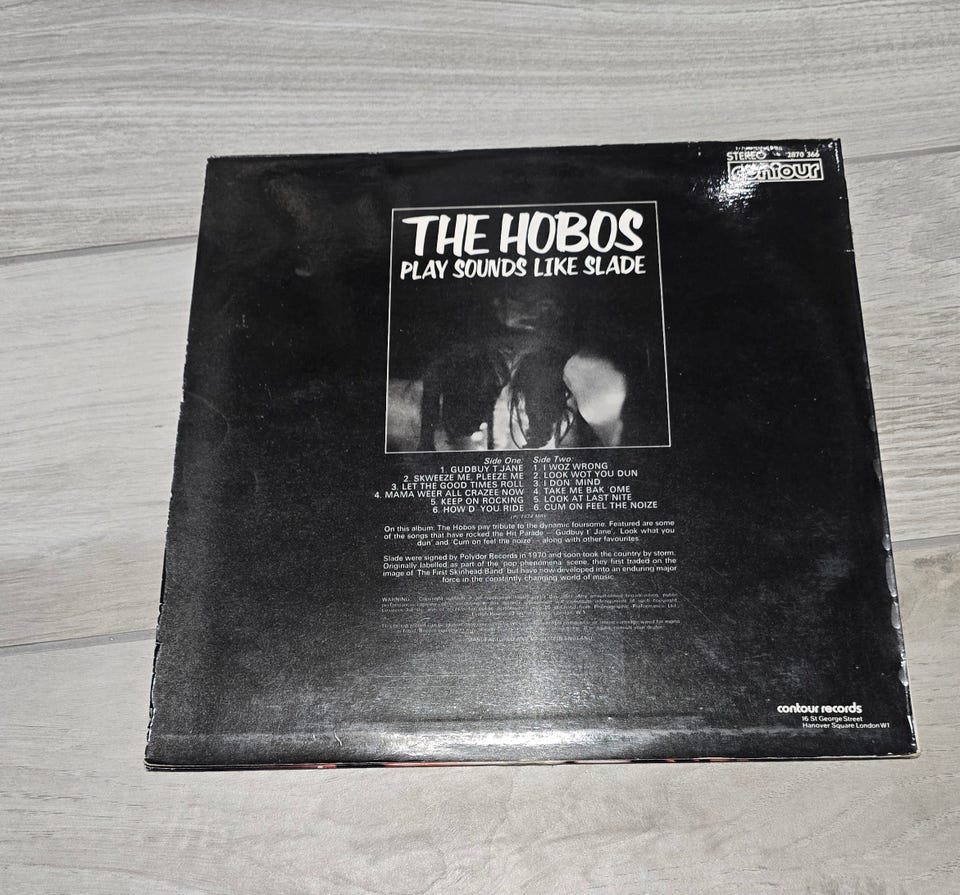 STEREO 2870 366
contour
THE HOBOS
PLAY SOUNDS LIKE SLADE
Side One:
1. GUDBUY T JANE
2. SKWEEZE ME, PLEEZE ME
3. LET THE GOOD TIMES ROLL
4. MAMA WEER ALL CRAZEE NOW
5. KEEP ON ROCKING
6. HOW D YOU RIDE
Side Two:
1. I WOZ WRONG
2. LOOK WOT YOU DUN
3. I DON MIND
4. TAKE ME BAK OME
5. LOOK AT LAST NITE
6. CUM ON FEEL THE NOIZE
On this album: The Hobos pay tribute to the dynamic foursome. Featured are some
of the songs that have rocked the Hit Parade — Gudbuy t' Jane', Look what you
dun' and 'Cum on feel the noize' – along with other favourites.
Slade were signed by Polydor Records in 1970 and soon took the country by storm.
Originally labelled as part of the 'pop phenomena' scene, they first traded on the
image of 'The First Skinhead Band' but have now developed into an enduring major
force in the constantly changing world of music.
WARNING: Copyright
contour records
16 St George Street
Hanover Square London W1